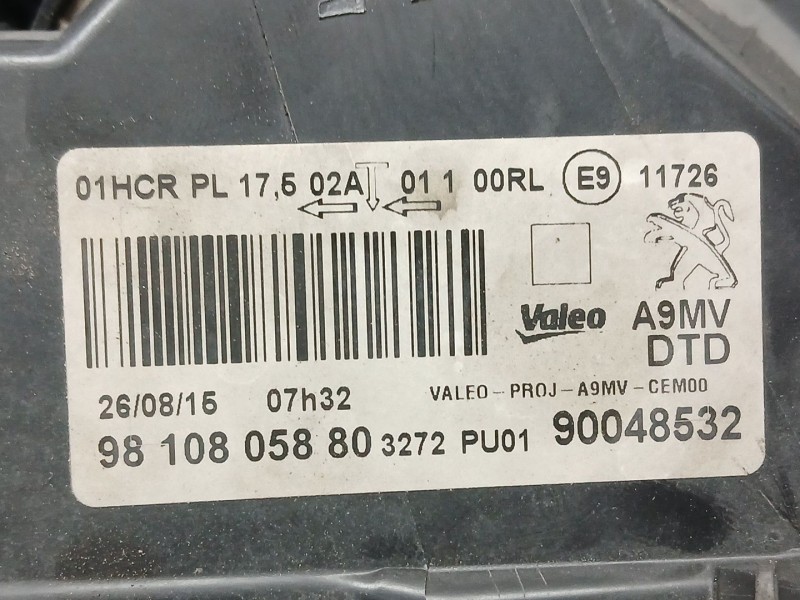 01HCR PL 17,5 02A 01 1 00RL E9 11726
Valeo A9MV
DTD
26/08/15 07h32 VALEO-PROJ-A9MV-CEM00
98 108 058 80 3272 PU01 90048532